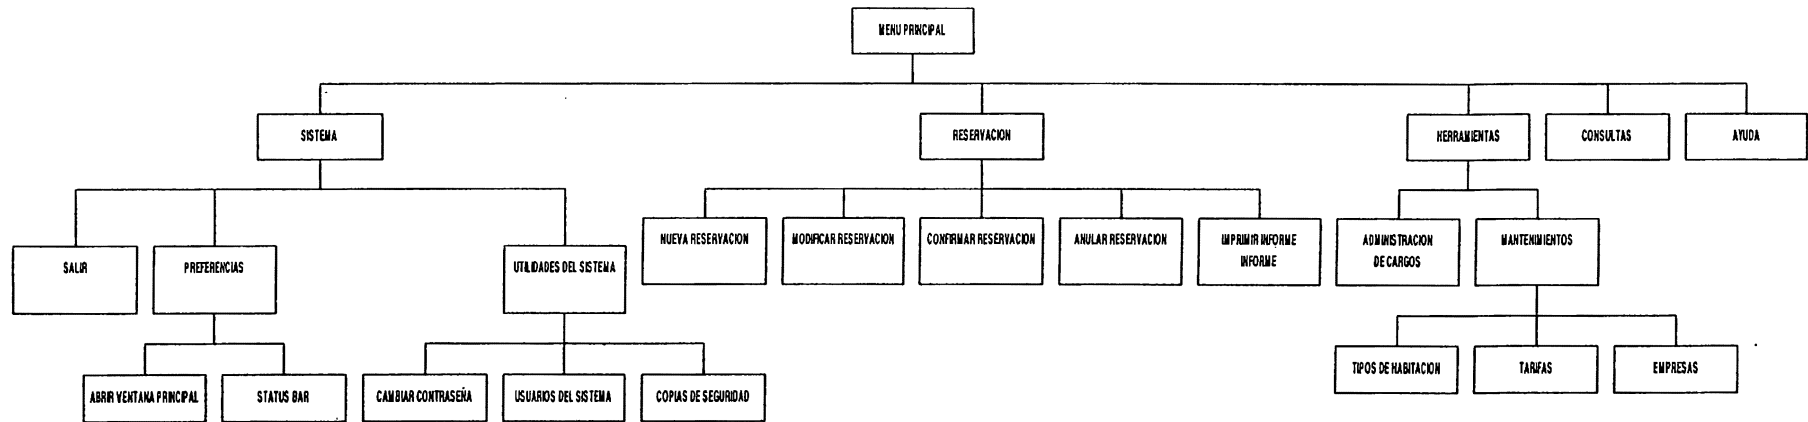 MENU PRINCIPAL
SISTEMA
RESERVACION
HERRAMIENTAS
CONSULTAS
AYUDA
SALIR
PREFERENCIAS
UTILIDADES DEL SISTEMA
NUEVA RESERVACION
MODIFICAR RESERVACION
CONFIRMAR RESERVACION
ANULAR RESERVACION
IMPRIMIR INFORME
INFORME
ADMINISTRACION
DE CARGOS
MANTENIMIENTOS
ABRIR VENTANA PRINCIPAL
STATUS BAR
CAMBIAR CONTRASEÑA
USUARIOS DEL SISTEMA
COPIAS DE SEGURIDAD
TIPOS DE HABITACION
TARIFAS
EMPRESAS